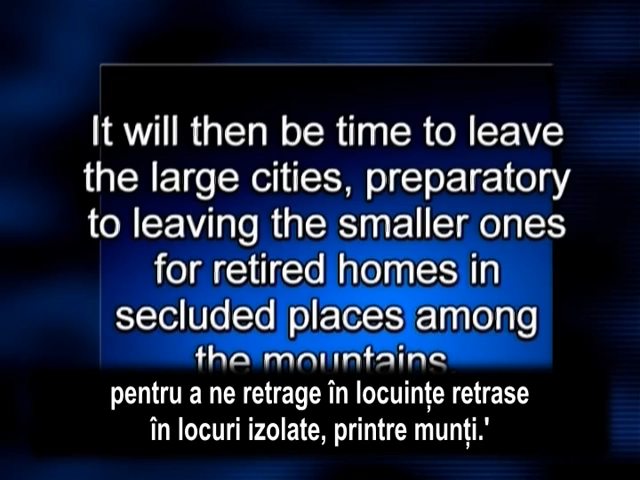 It will then be time to leave
the large cities, preparatory
to leaving the smaller ones
for retired homes in
secluded places among
the mountains.
pentru a ne retrage în locuințe retrase
în locuri izolate, printre munți.'